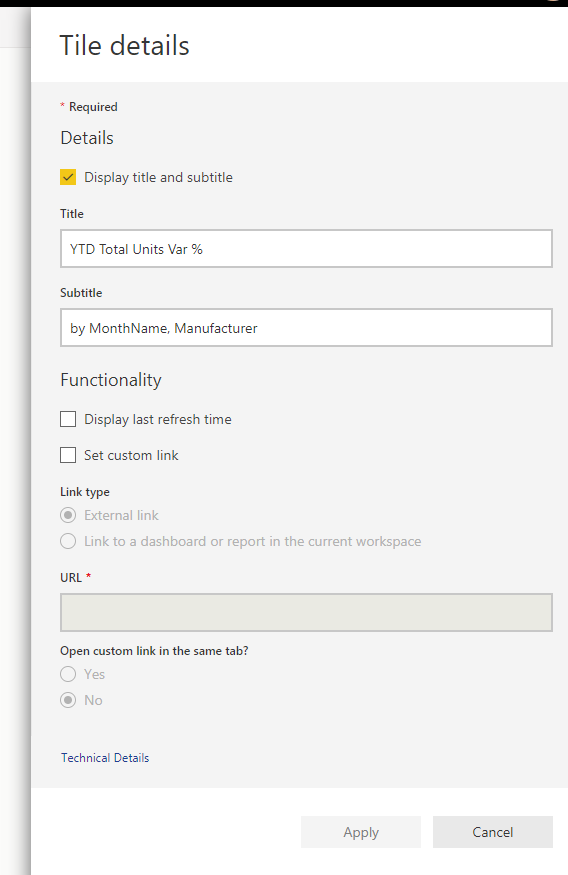 Tile details
* Required
Details
Display title and subtitle
Title
YTD Total Units Var %
Subtitle
by MonthName, Manufacturer
Functionality
Display last refresh time
Set custom link
Link type
External link
Link to a dashboard or report in the current workspace
URL *
Open custom link in the same tab?
Yes
No
Technical Details
Apply
Cancel